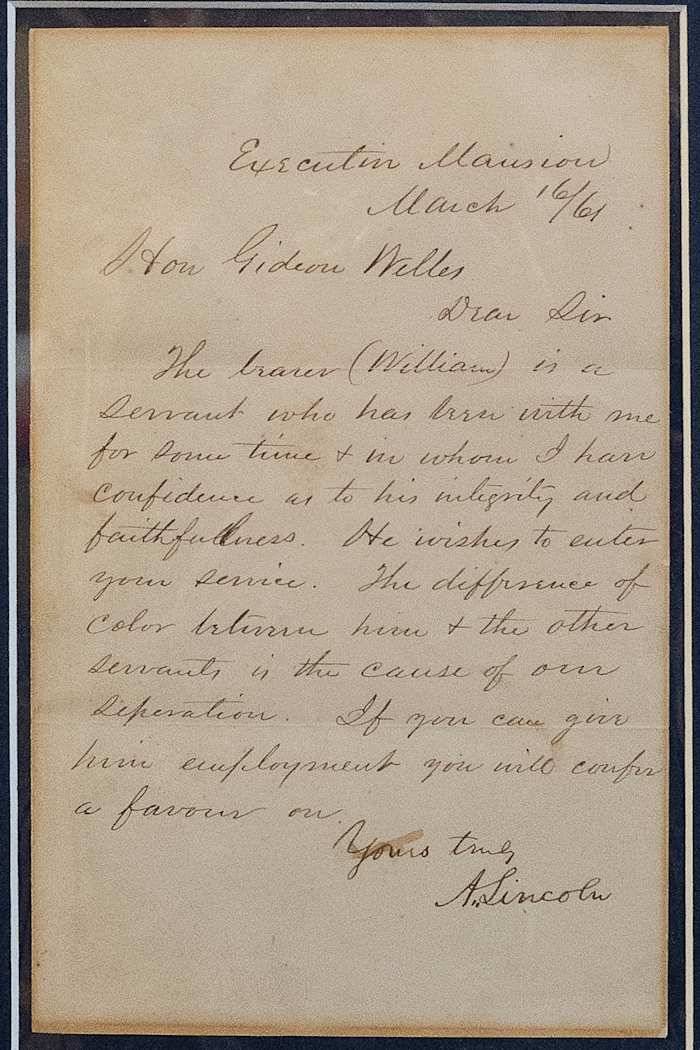 Executive Mansion
March 16/61
Hon Gideon Welles
Dear Sir
The bearer (William) is a
servant who has been with me
for some time & in whom I have
confidence as to his integrity and
faithfullness. He wishes to enter
your service. The difference of
color between him & the other
servants is the cause of our
seperation. If you can give
him employment you will confer
a favour on
Yours truly
A. Lincoln